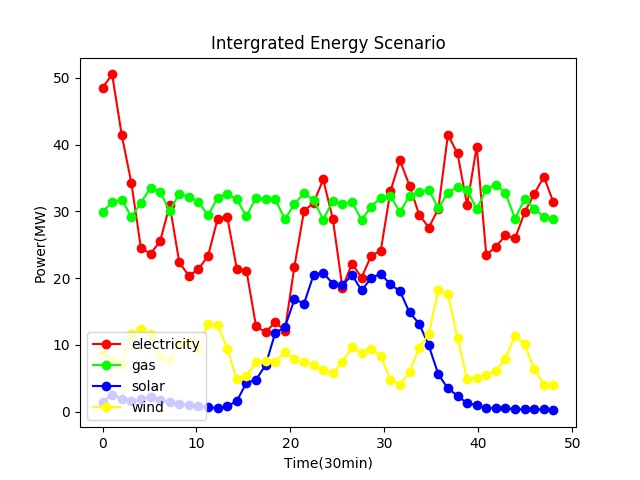 Intergrated Energy Scenario
Power(MW)
50
40
30
20
10
0
electricity
gas
solar
wind
0
10
20
30
40
50
Time(30min)